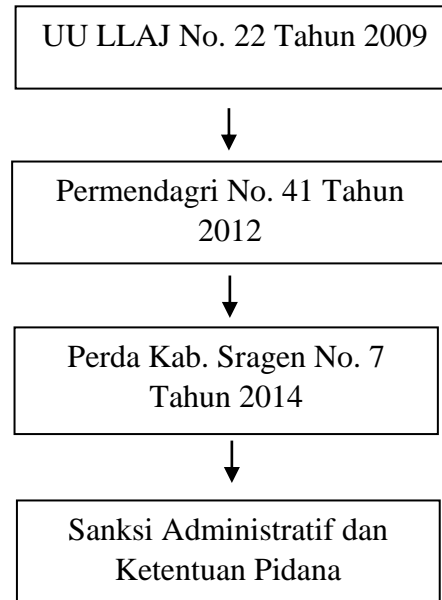 UU LLAJ No. 22 Tahun 2009
Permendagri No. 41 Tahun
2012
Perda Kab. Sragen No. 7
Tahun 2014
Sanksi Administratif dan
Ketentuan Pidana